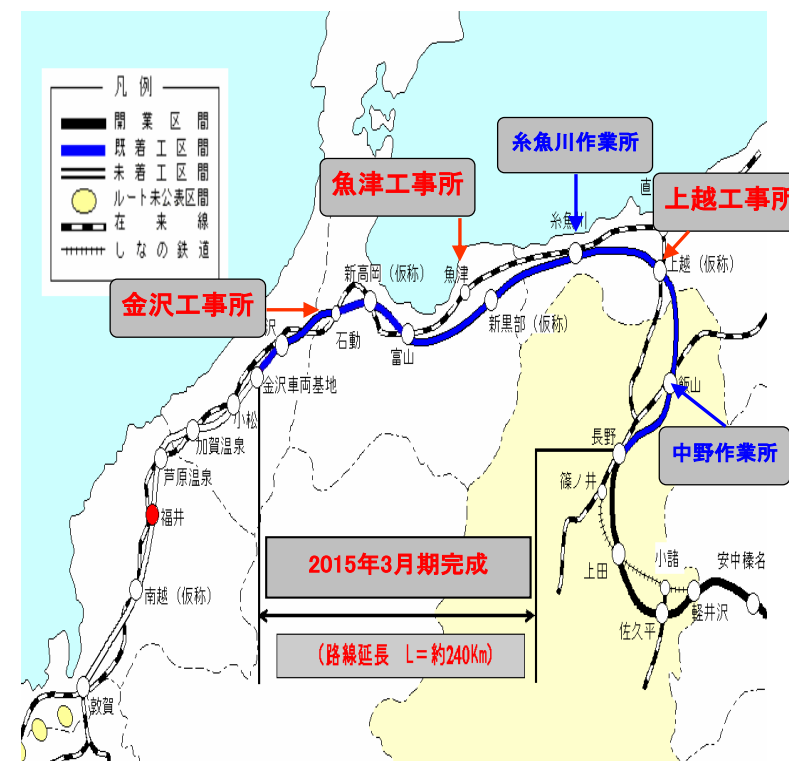 凡例
開業区間
既着工区間
未着工区間
ルート未公表区間
在来線
しなの鉄道
糸魚川作業所
魚津工事所
上越工事所
直
糸魚川
金沢工事所
新高岡（仮称）
魚津
上越（仮称）
沢
石動
富山
新黒部（仮称）
金沢車両基地
飯山
小松
加賀温泉
長野
中野作業所
芦原温泉
篠ノ井
福井
2015年3月期完成
上田
小諸
安中榛名
南越（仮称）
軽井沢
佐久平
（路線延長　L＝約240Km）
敦賀